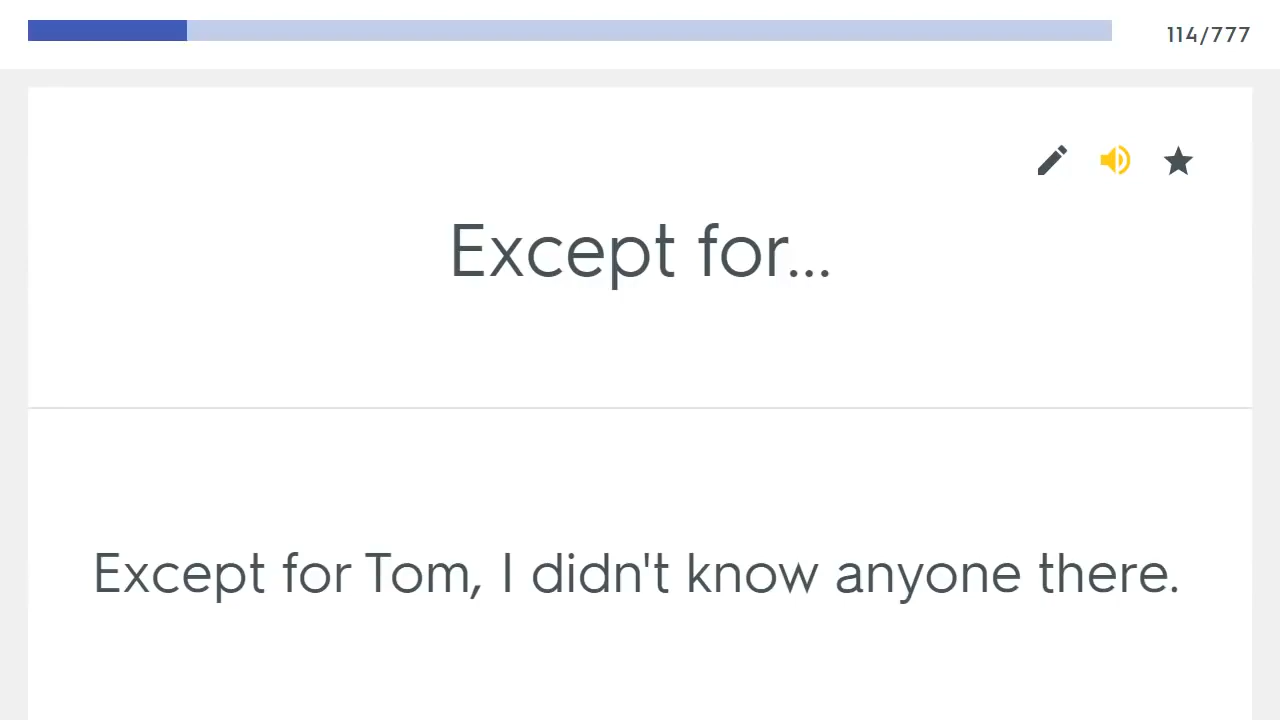 114/777
Except for...
Except for Tom, I didn't know anyone there.